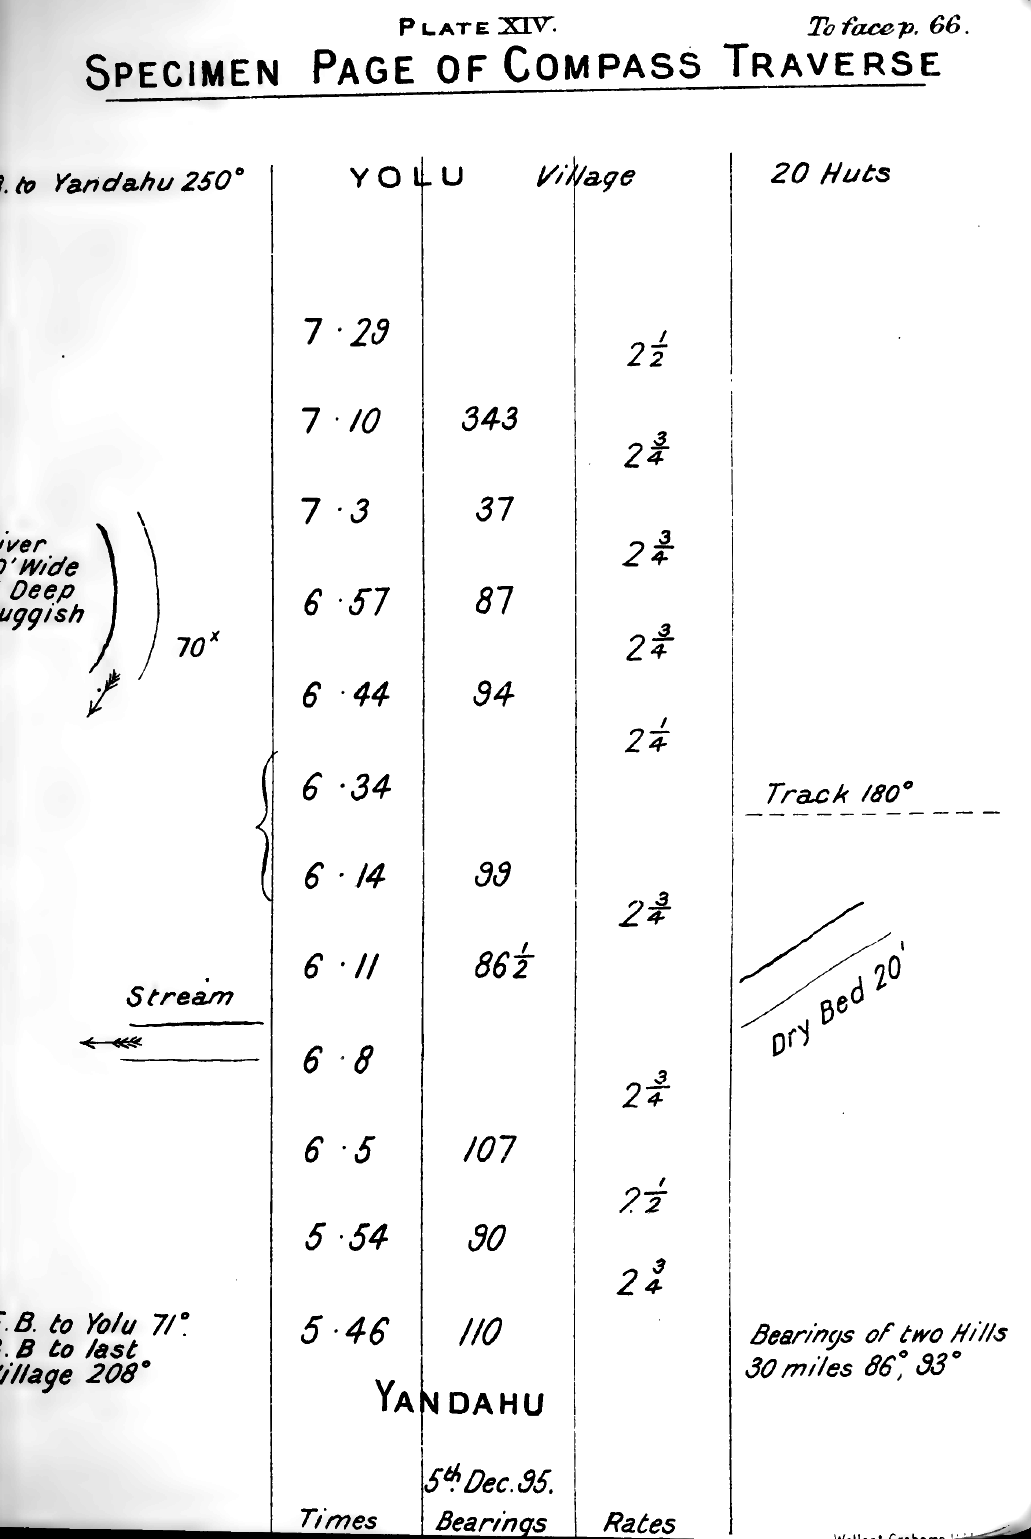 PLATE XIV.
To face p. 66.
SPECIMEN PAGE OF COMPASS TRAVERSE
. to Yandahu 250° YOLU Village 20 Huts
7 · 29
2 1/2
7 · 10 343
2 3/4
7 · 3 37
2 3/4
iver
0' Wide
Deep
uggish
6 · 57 87
2 3/4
70ˣ
6 · 44 94
2 1/4
6 · 34
Track 180°
6 · 14 99
2 3/4
6 · 11 86 1/2
Dry Bed 20'
Stream
6 · 8
2 3/4
6 · 5 107
2 1/2
5 · 54 90
2 3/4
.B. to Yolu 71°.
.B to last
illage 208°
5 · 46 110
Bearings of two Hills
30 miles 86°, 93°
YANDAHU
5th Dec. 95.
Times Bearings Rates